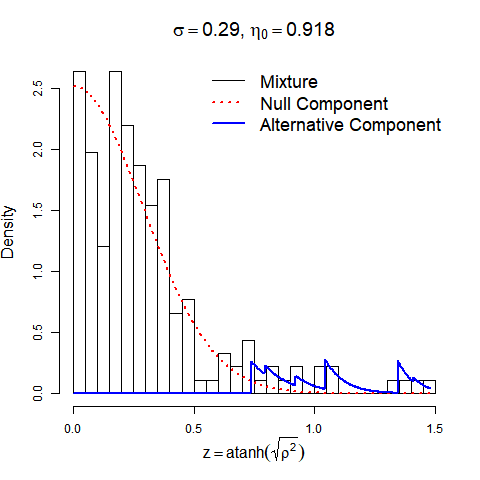 σ = 0.29, η₀ = 0.918
Mixture
Null Component
Alternative Component
Density
2.5
2.0
1.5
1.0
0.5
0.0
0.0 0.5 1.0 1.5
z = atanh(√ρ²)